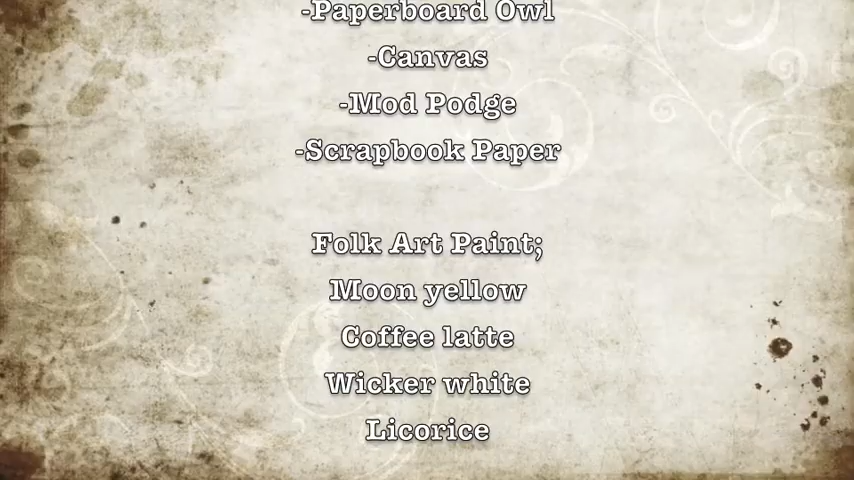 -Paperboard Owl
-Canvas
-Mod Podge
-Scrapbook Paper
Folk Art Paint;
Moon yellow
Coffee latte
Wicker white
Licorice